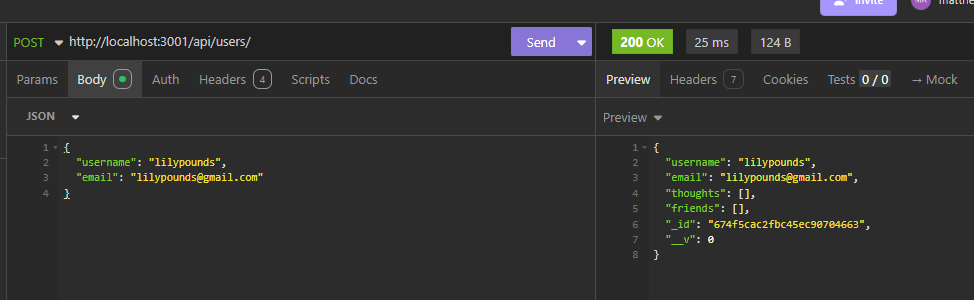 Invite
POST http://localhost:3001/api/users/ Send 200 OK 25 ms 124 B
Params Body Auth Headers 4 Scripts Docs Preview Headers 7 Cookies Tests 0 / 0 → Mock
JSON
Preview
1 {
2 "username": "lilypounds",
3 "email": "lilypounds@gmail.com"
4 }
1 {
2 "username": "lilypounds",
3 "email": "lilypounds@gmail.com",
4 "thoughts": [],
5 "friends": [],
6 "_id": "674f5cac2fbc45ec90704663",
7 "__v": 0
8 }